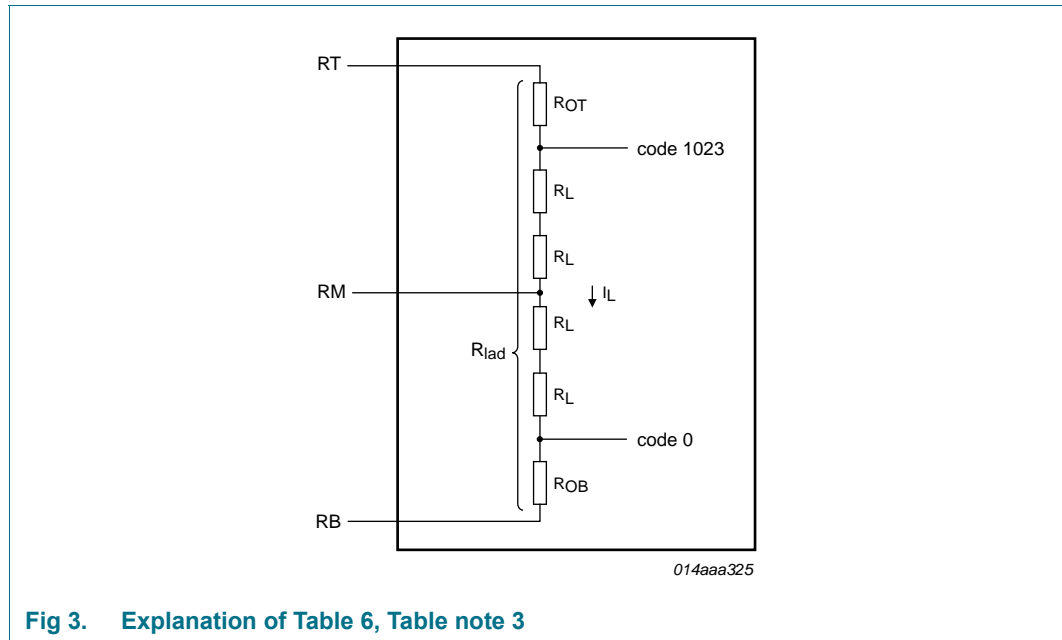 RT
ROT
code 1023
RL
RL
RM
IL
RL
Rlad
RL
code 0
ROB
RB
014aaa325
Fig 3. Explanation of Table 6, Table note 3